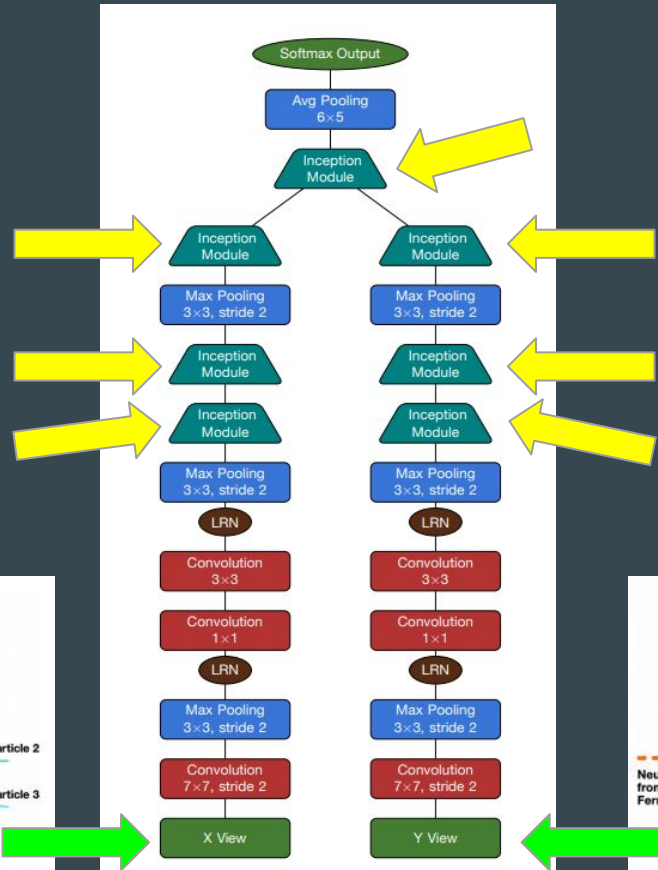 Softmax Output
Avg Pooling
6×5
Inception
Module
Inception
Module
Inception
Module
Max Pooling
3×3, stride 2
Max Pooling
3×3, stride 2
Inception
Module
Inception
Module
Inception
Module
Inception
Module
Max Pooling
3×3, stride 2
Max Pooling
3×3, stride 2
LRN
LRN
Convolution
3×3
Convolution
3×3
Convolution
1×1
Convolution
1×1
LRN
LRN
Max Pooling
3×3, stride 2
Max Pooling
3×3, stride 2
Convolution
7×7, stride 2
Convolution
7×7, stride 2
X View
Y View
article 2
article 3
Neu
from
Fer